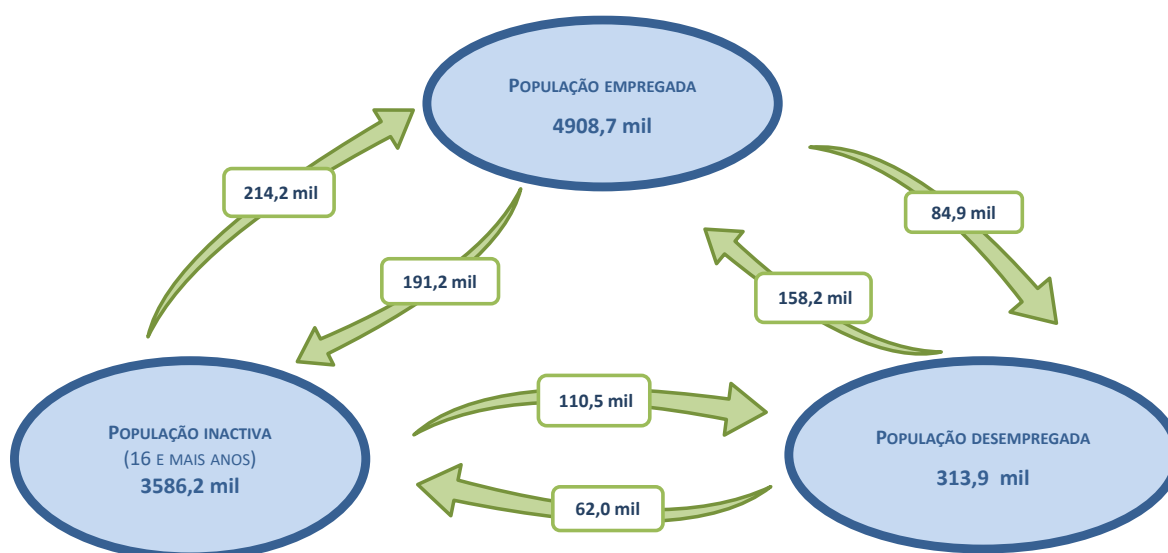 POPULAÇÃO EMPREGADA
4908,7 mil
214,2 mil
84,9 mil
191,2 mil
158,2 mil
110,5 mil
POPULAÇÃO INACTIVA
(16 E MAIS ANOS)
3586,2 mil
POPULAÇÃO DESEMPREGADA
313,9 mil
62,0 mil